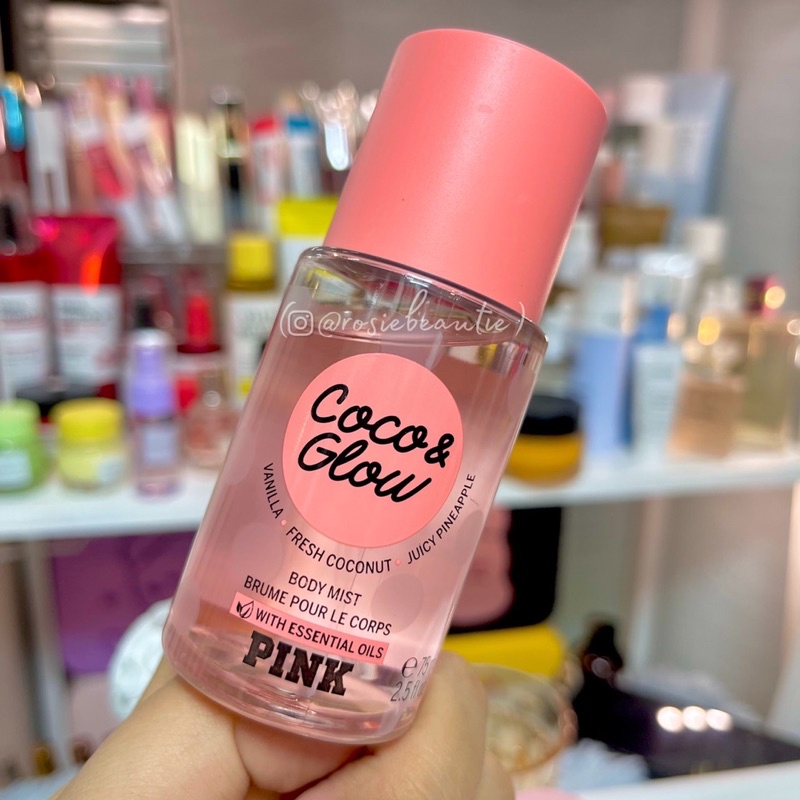 @rosiebeautie
Coco&
Glow
VANILLA • FRESH COCONUT • JUICY PINEAPPLE
BODY MIST
BRUME POUR LE CORPS
WITH ESSENTIAL OILS
PINK
℮ 75
2.5 fl